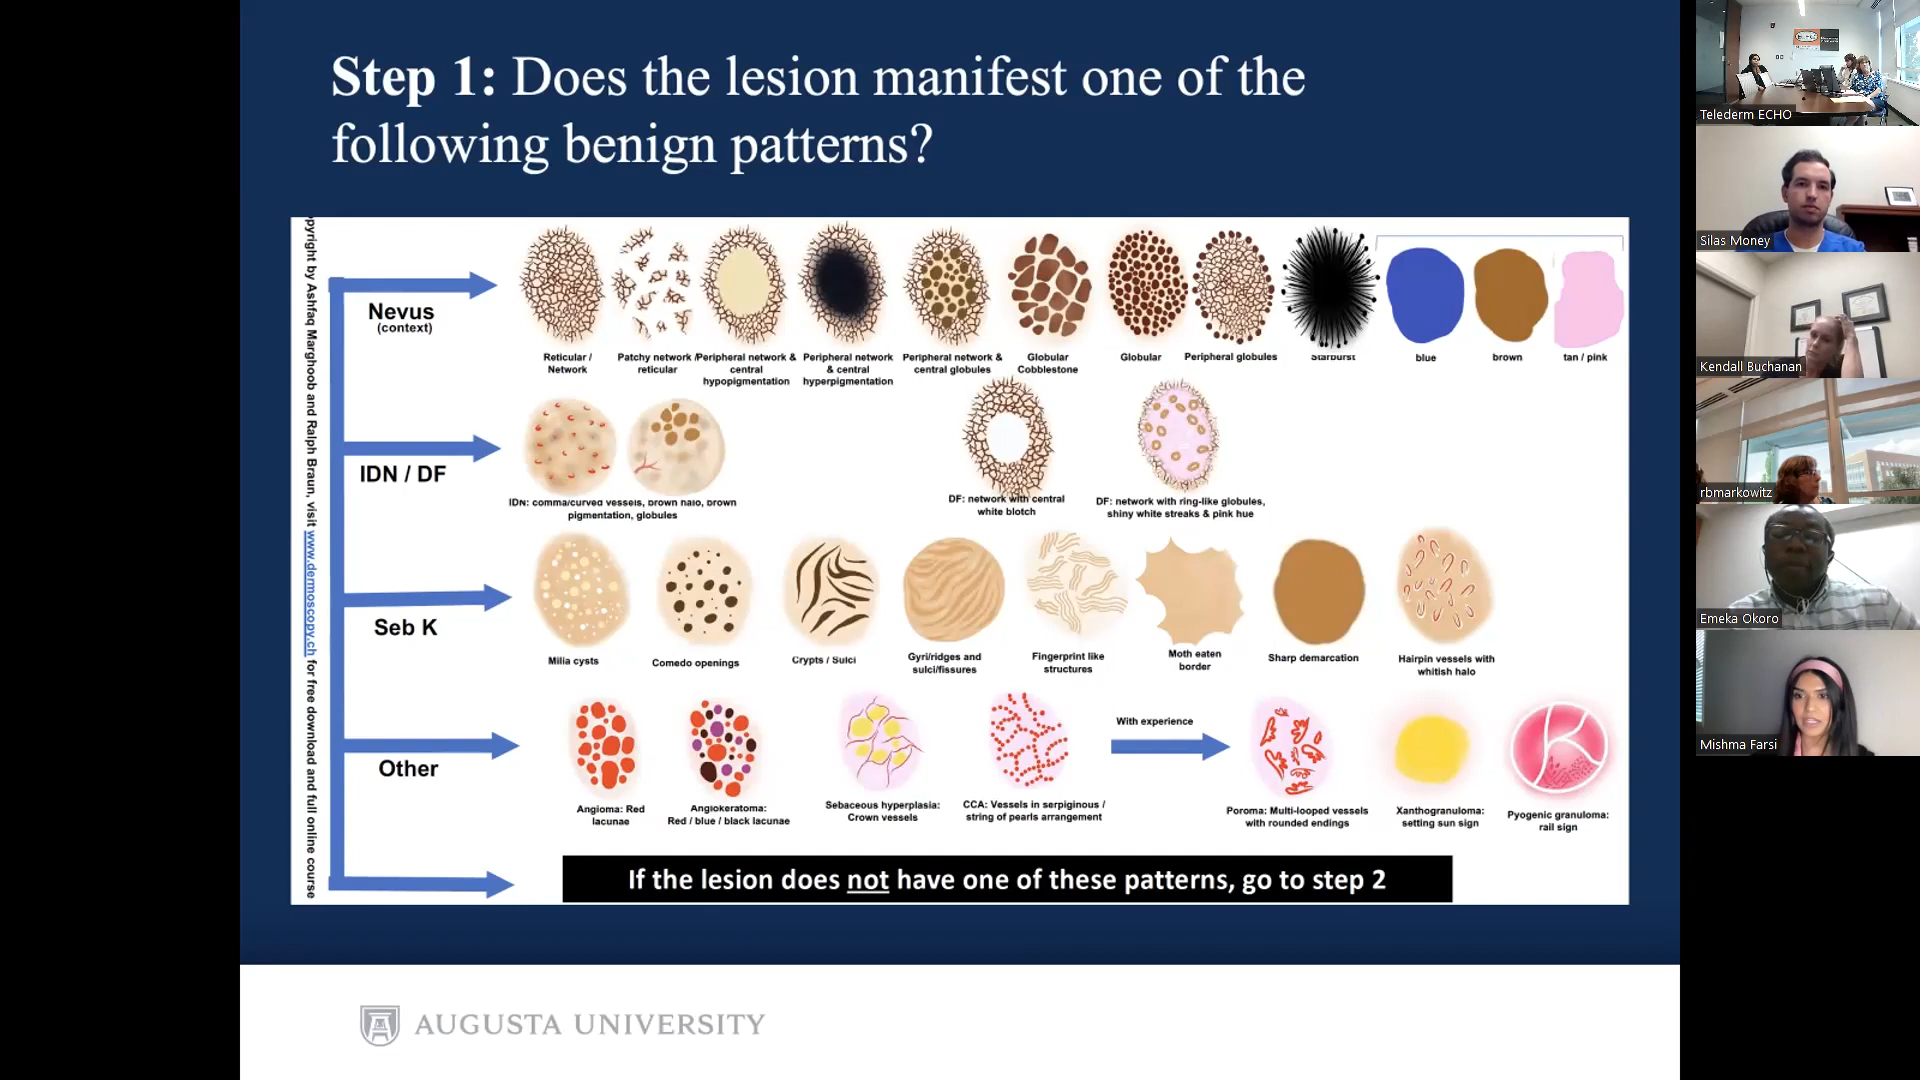 Step 1: Does the lesion manifest one of the
following benign patterns?
pyright by Ashfaq Marghoob and Ralph Braun, visit www.dermoscopy.ch for free download and full online course
Nevus
(context)
Reticular /
Network
Patchy network /
reticular
Peripheral network &
central
hypopigmentation
Peripheral network
& central
hyperpigmentation
Peripheral network &
central globules
Globular
Cobblestone
Globular
Peripheral globules
Starburst
blue
brown
tan / pink
IDN / DF
IDN: comma/curved vessels, brown halo, brown
pigmentation, globules
DF: network with central
white blotch
DF: network with ring-like globules,
shiny white streaks & pink hue
Seb K
Milia cysts
Comedo openings
Crypts / Sulci
Gyri/ridges and
sulci/fissures
Fingerprint like
structures
Moth eaten
border
Sharp demarcation
Hairpin vessels with
whitish halo
Other
Angioma: Red
lacunae
Angiokeratoma:
Red / blue / black lacunae
Sebaceous hyperplasia:
Crown vessels
CCA: Vessels in serpiginous /
string of pearls arrangement
With experience
Poroma: Multi-looped vessels
with rounded endings
Xanthogranuloma:
setting sun sign
Pyogenic granuloma:
rail sign
If the lesion does not have one of these patterns, go to step 2
AUGUSTA UNIVERSITY
Telederm ECHO
Silas Money
Kendall Buchanan
rbmarkowitz
Emeka Okoro
Mishma Farsi